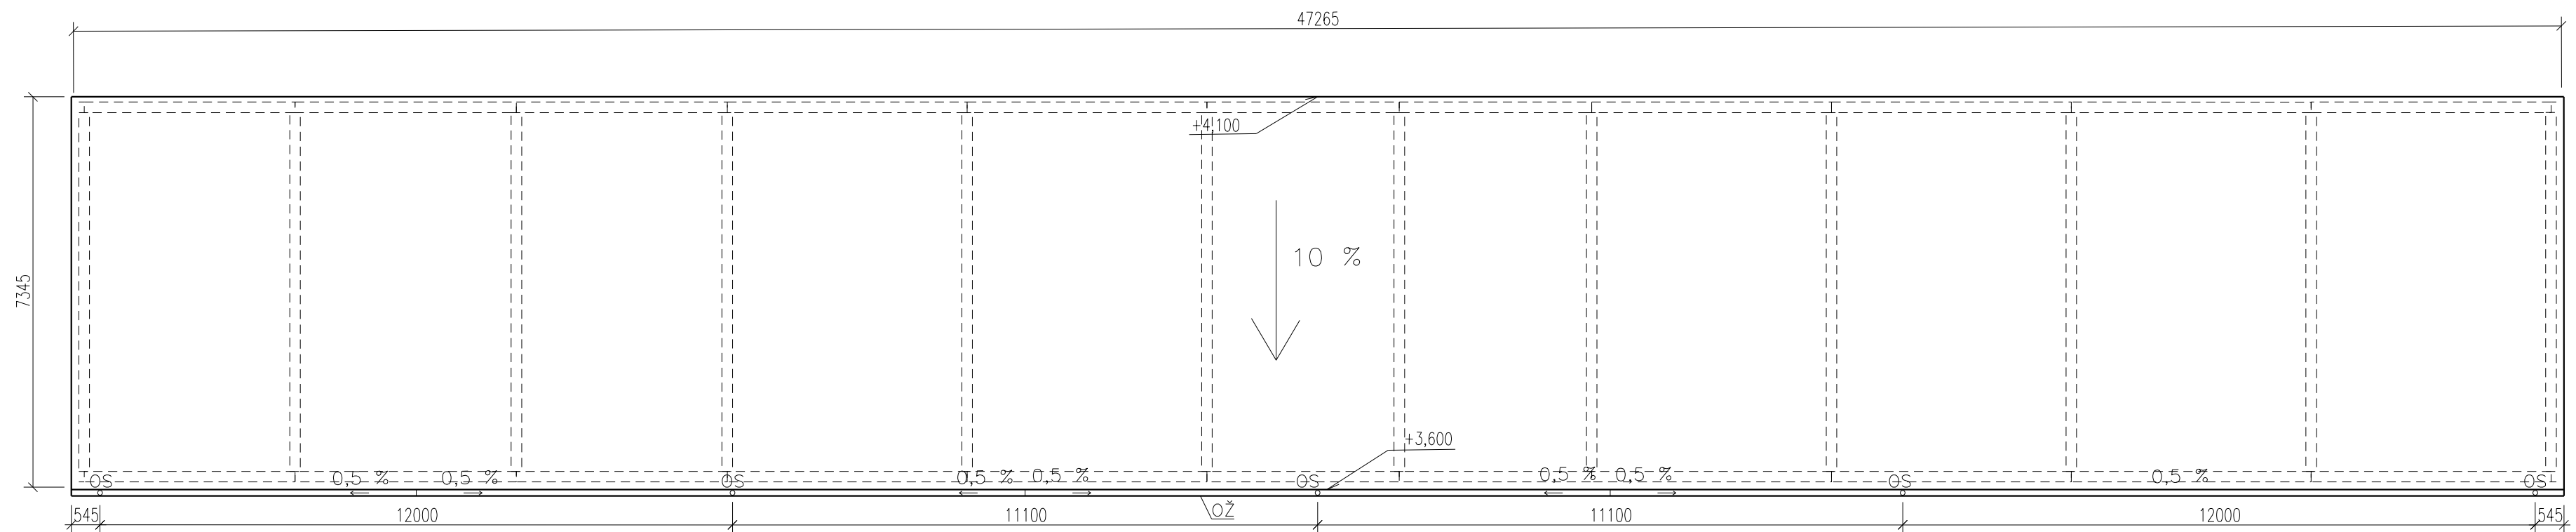 47265
+4,100
10 %
7345
+3,600
OS
0,5 % 0,5 %
OS
0,5 % 0,5 %
OS
0,5 % 0,5 %
OS
0,5 %
OS
OŽ
545 12000 11100 11100 12000 545